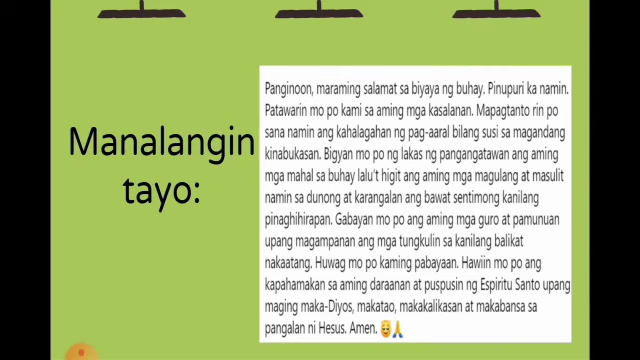 Manalangin
tayo:
Panginoon, maraming salamat sa biyaya ng buhay. Pinupuri ka namin.
Patawarin mo po kami sa aming mga kasalanan. Mapagtanto rin po
sana namin ang kahalagahan ng pag-aaral bilang susi sa magandang
kinabukasan. Bigyan mo po ng lakas ng pangangatawan ang aming
mga mahal sa buhay lalu't higit ang aming mga magulang at masulit
namin sa dunong at karangalan ang bawat sentimong kanilang
pinaghihirapan. Gabayan mo po ang aming mga guro at pamunuan
upang magampanan ang mga tungkulin sa kanilang balikat
nakaatang. Huwag mo po kaming pabayaan. Hawiin mo po ang
kapahamakan sa aming daraanan at puspusin ng Espiritu Santo upang
maging maka-Diyos, makatao, makakalikasan at makabansa sa
pangalan ni Hesus. Amen. 😇🙏